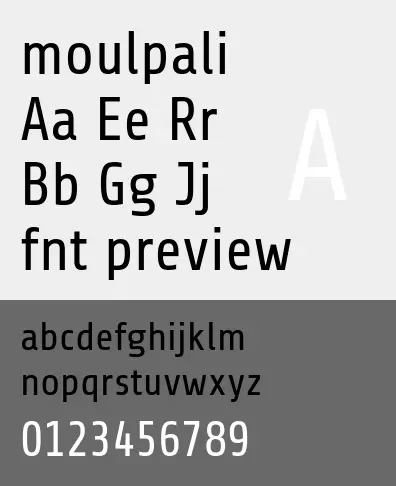 moulpali
Aa Ee Rr
A
Bb Gg Jj
fnt preview
abcdefghijklm
nopqrstuvwxyz
0123456789